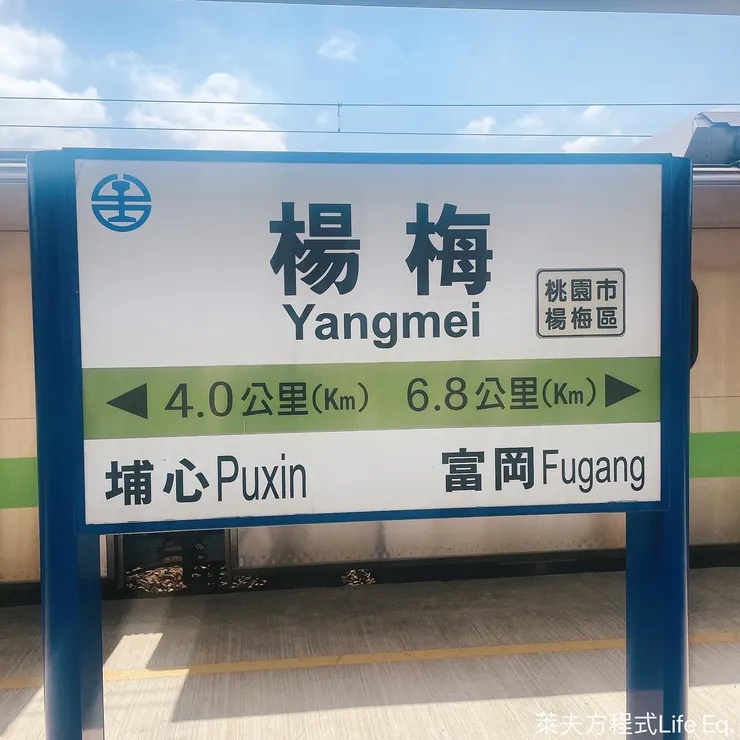 楊梅
Yangmei
桃園市
楊梅區
◀ 4.0公里(Km) 6.8公里(Km) ▶
埔心Puxin 富岡Fugang
萊夫方程式Life Eq.